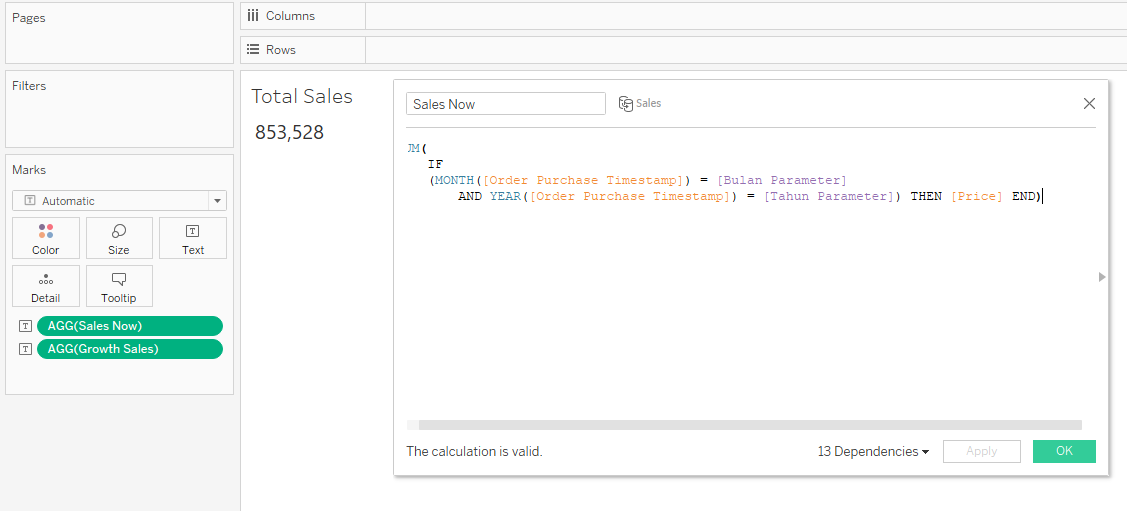 Pages
Columns
Rows
Filters
Marks
Automatic
Color
Size
Text
Detail
Tooltip
AGG(Sales Now)
AGG(Growth Sales)
Total Sales
853,528
Sales Now
Sales
JM(
IF
(MONTH([Order Purchase Timestamp]) = [Bulan Parameter]
AND YEAR([Order Purchase Timestamp]) = [Tahun Parameter]) THEN [Price] END)
The calculation is valid.
13 Dependencies
Apply
OK